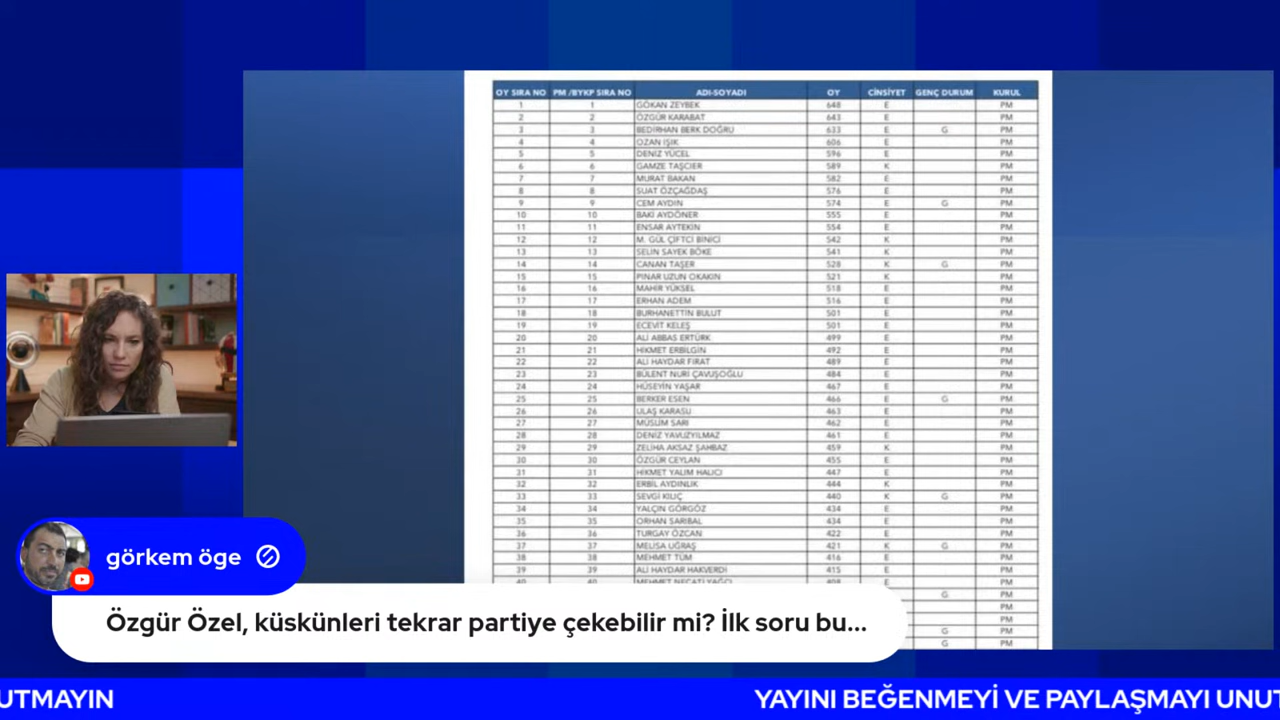 OY SIRA NO PM /BYKP SIRA NO ADI-SOYADI OY CİNSİYET GENÇ DURUM KURUL
1 1 GÖKAN ZEYBEK 648 E PM
2 2 ÖZGÜR KARABAT 643 E PM
3 3 BEDİRHAN BERK DOĞRU 633 E G PM
4 4 OZAN IŞIK 606 E PM
5 5 DENİZ YÜCEL 596 E PM
6 6 GAMZE TAŞCIER 589 K PM
7 7 MURAT BAKAN 582 E PM
8 8 SUAT ÖZÇAĞDAŞ 576 E PM
9 9 CEM AYDIN 574 E G PM
10 10 BAKİ AYDÖNER 555 E PM
11 11 ENSAR AYTEKİN 554 E PM
12 12 M. GÜL ÇİFTCİ BİNİCİ 542 K PM
13 13 SELİN SAYEK BÖKE 541 K PM
14 14 CANAN TAŞER 528 K G PM
15 15 PINAR UZUN OKAKIN 521 K PM
16 16 MAHİR YÜKSEL 518 E PM
17 17 ERHAN ADEM 516 E PM
18 18 BURHANETTİN BULUT 501 E PM
19 19 ECEVİT KELEŞ 501 E PM
20 20 ALİ ABBAS ERTÜRK 499 E PM
21 21 HİKMET ERBİLGİN 492 E PM
22 22 ALİ HAYDAR FIRAT 489 E PM
23 23 BÜLENT NURİ ÇAVUŞOĞLU 484 E PM
24 24 HÜSEYİN YAŞAR 467 E PM
25 25 BERKER ESEN 466 E G PM
26 26 ULAŞ KARASU 463 E PM
27 27 MÜSLİM SARI 462 E PM
28 28 DENİZ YAVUZYILMAZ 461 E PM
29 29 ZELİHA AKSAZ ŞAHBAZ 459 K PM
30 30 ÖZGÜR CEYLAN 455 E PM
31 31 HİKMET YALIM HALICI 447 E PM
32 32 ERBİL AYDINLIK 444 K PM
33 33 SEVGİ KILIÇ 440 K G PM
34 34 YALÇIN GÖRGÖZ 434 E PM
35 35 ORHAN SARIBAL 434 E PM
36 36 TURGAY ÖZCAN 422 E PM
37 37 MELİSA UĞRAŞ 421 K G PM
38 38 MEHMET TÜM 416 E PM
39 39 ALİ HAYDAR HAKVERDİ 415 E PM
40 40 MEHMET NECATİ YAĞCI 408 E PM
G PM
PM
PM
G PM
G PM
görkem öge
Özgür Özel, küskünleri tekrar partiye çekebilir mi? İlk soru bu...
UTMAYIN YAYINI BEĞENMEYİ VE PAYLAŞMAYI UNUT